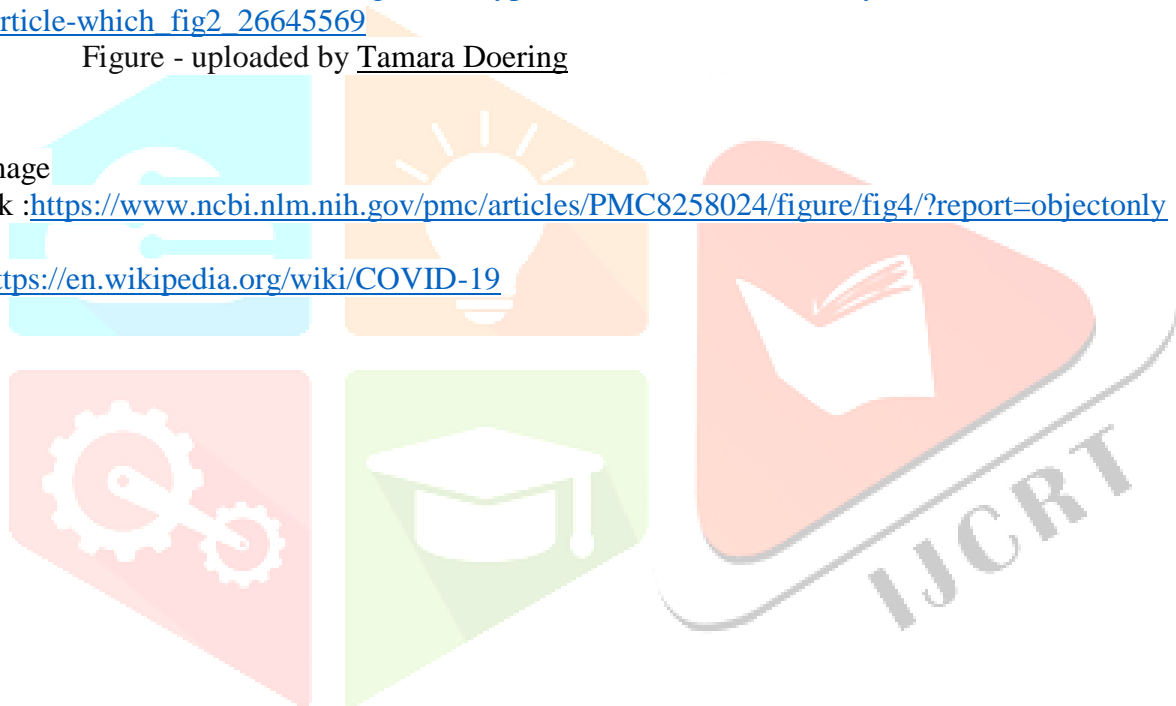 rticle-which_fig2_26645569
Figure - uploaded by Tamara Doering
nage
k :https://www.ncbi.nlm.nih.gov/pmc/articles/PMC8258024/figure/fig4/?report=objectonly
ttps://en.wikipedia.org/wiki/COVID-19
IJCRT